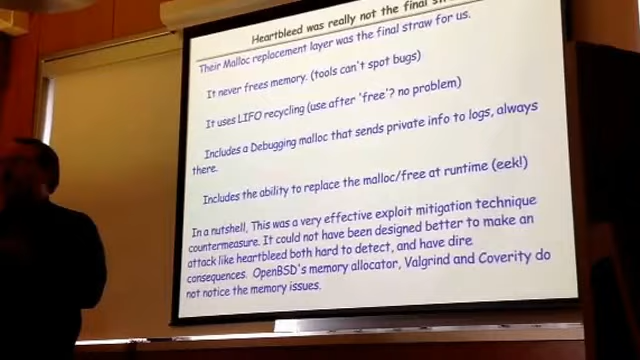 Heartbleed was really not the final
Their Malloc replacement layer was the final straw for us.
It never frees memory. (tools can't spot bugs)
It uses LIFO recycling (use after 'free'? no problem)
Includes a Debugging malloc that sends private info to logs, always
there.
Includes the ability to replace the malloc/free at runtime (eek!)
In a nutshell, This was a very effective exploit mitigation technique
countermeasure. It could not have been designed better to make an
attack like heartbleed both hard to detect, and have dire
consequences. OpenBSD's memory allocator, Valgrind and Coverity do
not notice the memory issues.